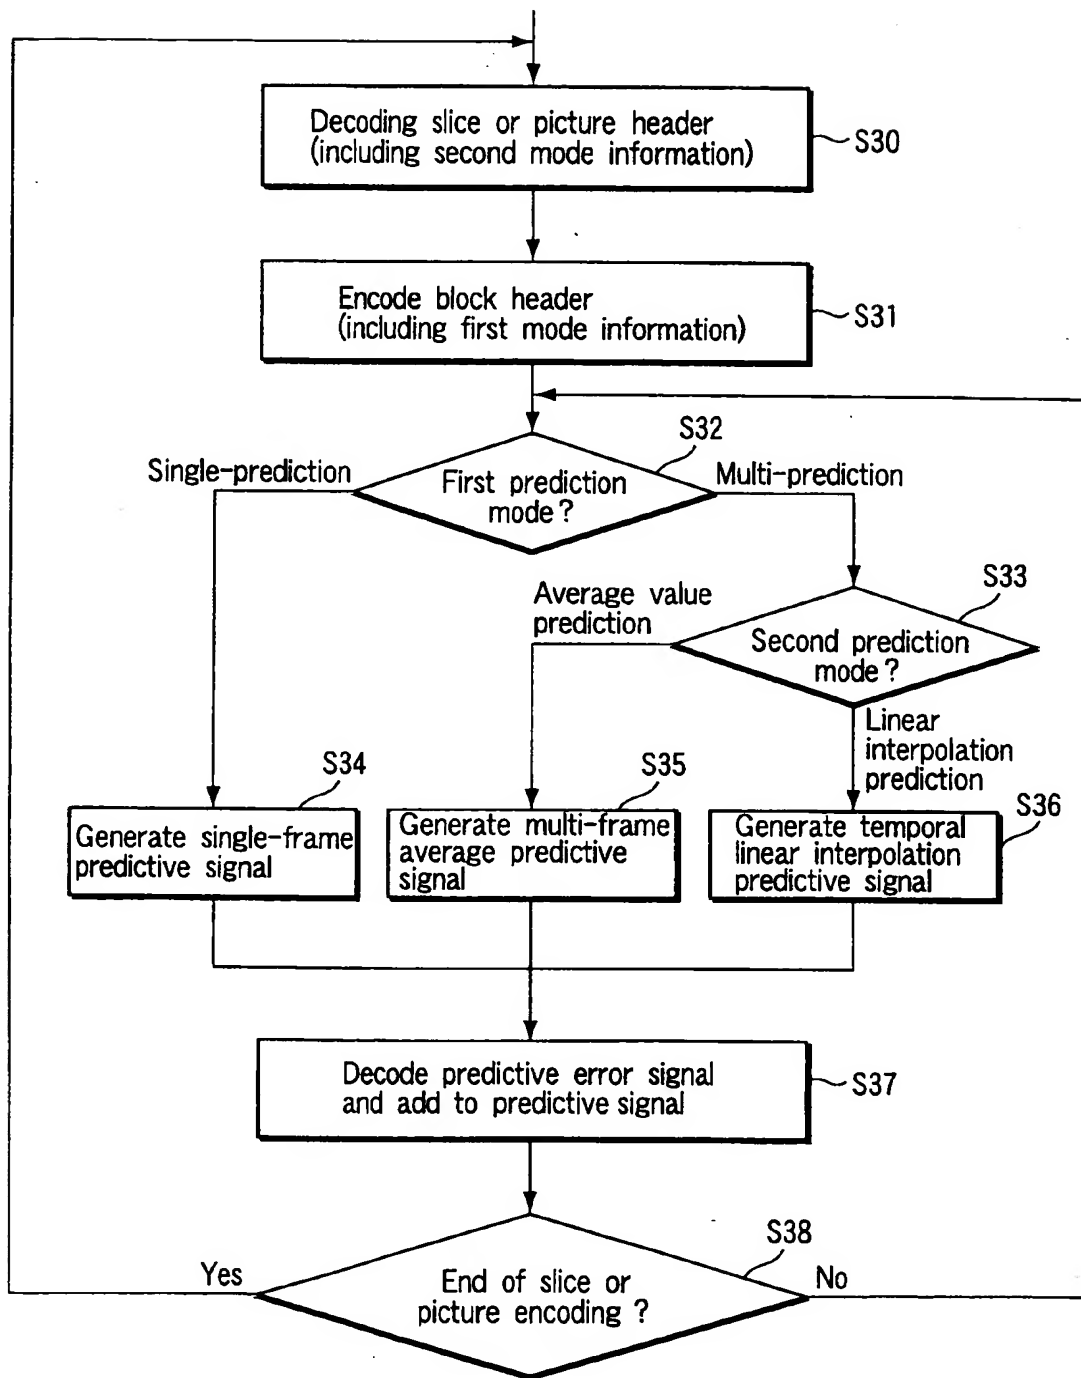 Decoding slice or picture header
(including second mode information)
S30
Encode block header
(including first mode information)
S31
S32
Single-prediction
First prediction
mode?
Multi-prediction
S33
Average value
prediction
Second prediction
mode?
Linear
interpolation
prediction
S34
Generate single-frame
predictive signal
S35
Generate multi-frame
average predictive
signal
S36
Generate temporal
linear interpolation
predictive signal
Decode predictive error signal
and add to predictive signal
S37
S38
Yes
End of slice or
picture encoding ?
No